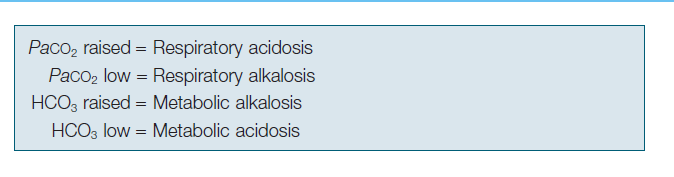 PaCO₂ raised = Respiratory acidosis
PaCO₂ low = Respiratory alkalosis
HCO₃ raised = Metabolic alkalosis
HCO₃ low = Metabolic acidosis